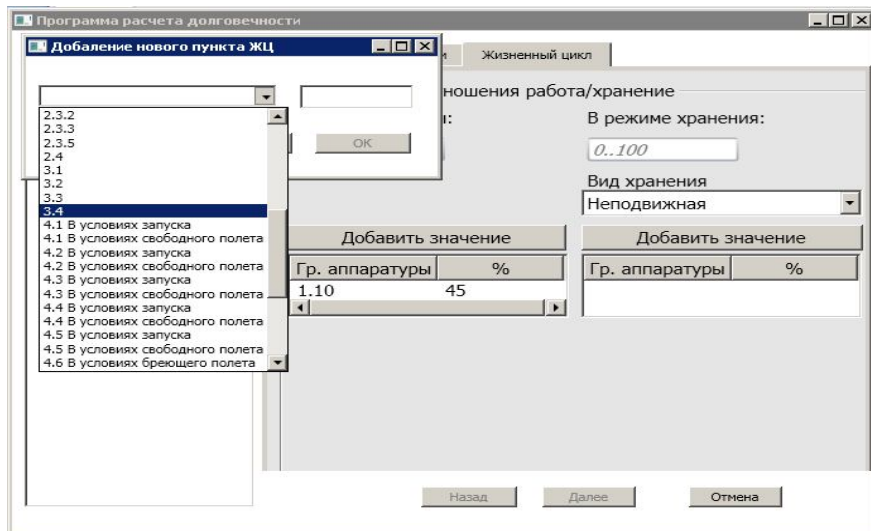 Программа расчета долговечности
Добаление нового пункта ЖЦ
Жизненный цикл
ношения работа/хранение
В режиме хранения:
0..100
OK
Вид хранения
Неподвижная
2.3.2
2.3.3
2.3.5
2.4
3.1
3.2
3.3
3.4
4.1 В условиях запуска
4.1 В условиях свободного полета
4.2 В условиях запуска
4.2 В условиях свободного полета
4.3 В условиях запуска
4.3 В условиях свободного полета
4.4 В условиях запуска
4.4 В условиях свободного полета
4.5 В условиях запуска
4.5 В условиях свободного полета
4.6 В условиях бреющего полета
Добавить значение
Добавить значение
Гр. аппаратуры %
Гр. аппаратуры %
1.10 45
Назад
Далее
Отмена